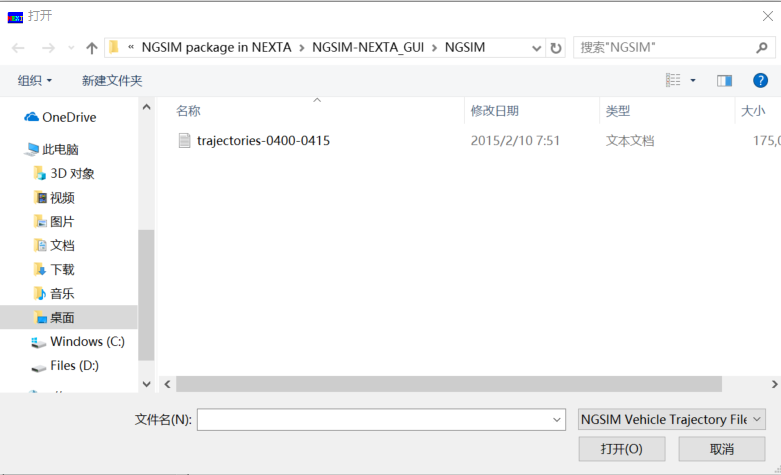 打开
« NGSIM package in NEXTA › NGSIM-NEXTA_GUI › NGSIM 搜索"NGSIM"
组织 新建文件夹
名称 修改日期 类型 大小
OneDrive
trajectories-0400-0415 2015/2/10 7:51 文本文档 175,0
此电脑
3D 对象
视频
图片
文档
下载
音乐
桌面
Windows (C:)
Files (D:)
文件名(N): NGSIM Vehicle Trajectory File
打开(O) 取消